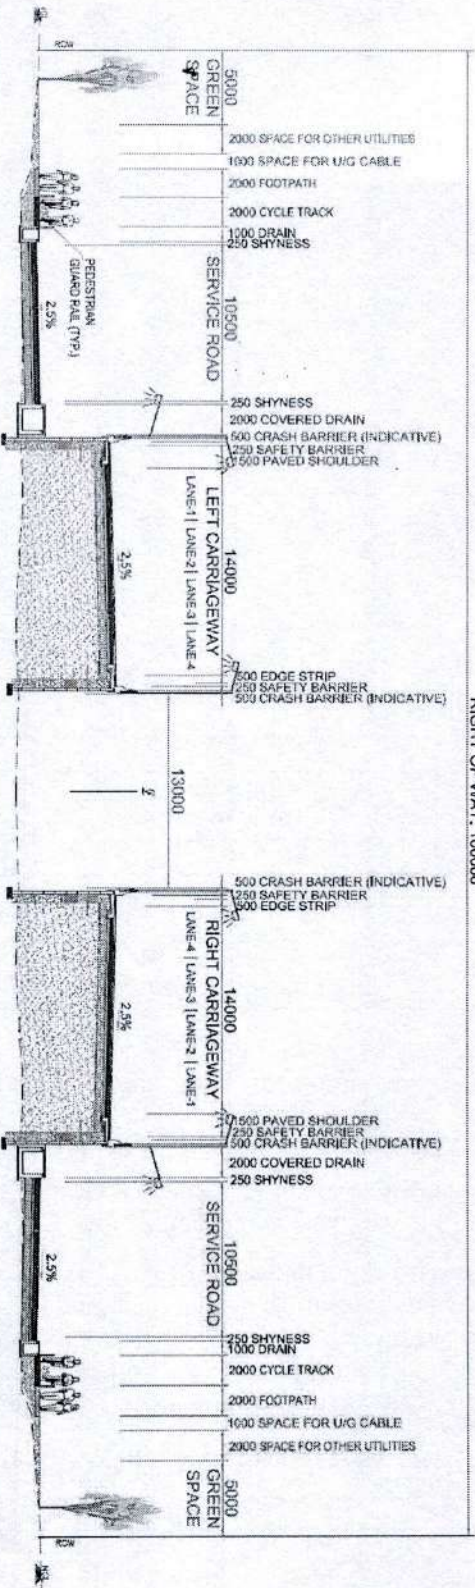 RIGHT OF WAY: 100000
ROW
5000
GREEN
SPACE
2000 SPACE FOR OTHER UTILITIES
1000 SPACE FOR U/G CABLE
2000 FOOTPATH
2000 CYCLE TRACK
1000 DRAIN
250 SHYNESS
PEDESTRIAN
GUARD RAIL (TYP.)
10500
SERVICE ROAD
2.5%
250 SHYNESS
2000 COVERED DRAIN
500 CRASH BARRIER (INDICATIVE)
250 SAFETY BARRIER
1500 PAVED SHOULDER
14000
LEFT CARRIAGEWAY
LANE-1 | LANE-2 | LANE-3 | LANE-4
2.5%
500 EDGE STRIP
250 SAFETY BARRIER
500 CRASH BARRIER (INDICATIVE)
13000
500 CRASH BARRIER (INDICATIVE)
250 SAFETY BARRIER
500 EDGE STRIP
14000
RIGHT CARRIAGEWAY
LANE-4 | LANE-3 | LANE-2 | LANE-1
2.5%
1500 PAVED SHOULDER
250 SAFETY BARRIER
500 CRASH BARRIER (INDICATIVE)
2000 COVERED DRAIN
250 SHYNESS
10500
SERVICE ROAD
2.5%
250 SHYNESS
1000 DRAIN
2000 CYCLE TRACK
2000 FOOTPATH
1000 SPACE FOR U/G CABLE
2000 SPACE FOR OTHER UTILITIES
5000
GREEN
SPACE
ROW